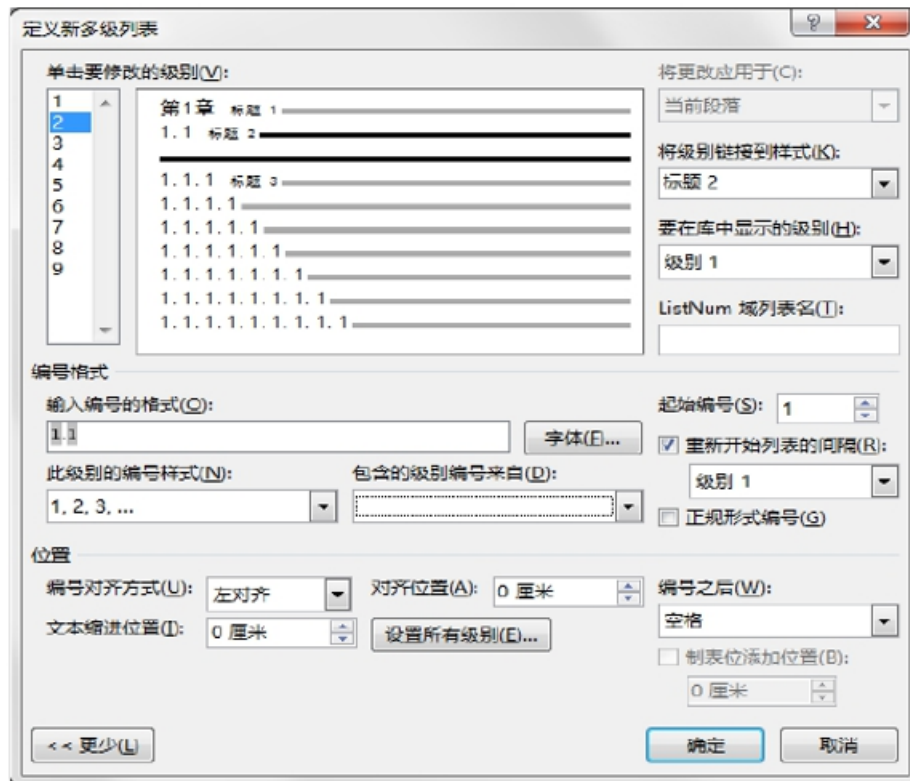 定义新多级列表
单击要修改的级别(V):
将更改应用于(C):
1
2
3
4
5
6
7
8
9
第1章 标题 1
1.1 标题 2
1.1.1 标题 3
1.1.1.1
1.1.1.1.1
1.1.1.1.1.1
1.1.1.1.1.1.1
1.1.1.1.1.1.1.1
1.1.1.1.1.1.1.1.1
当前段落
将级别链接到样式(K):
标题 2
要在库中显示的级别(H):
级别 1
ListNum 域列表名(T):
编号格式
输入编号的格式(O):
1.1
字体(F)...
起始编号(S): 1
重新开始列表的间隔(R):
级别 1
此级别的编号样式(N):
包含的级别编号来自(D):
1, 2, 3, ...
正规形式编号(G)
位置
编号对齐方式(U): 左对齐
对齐位置(A): 0 厘米
编号之后(W):
空格
文本缩进位置(I): 0 厘米
设置所有级别(E)...
制表位添加位置(B):
0 厘米
<< 更少(L)
确定
取消